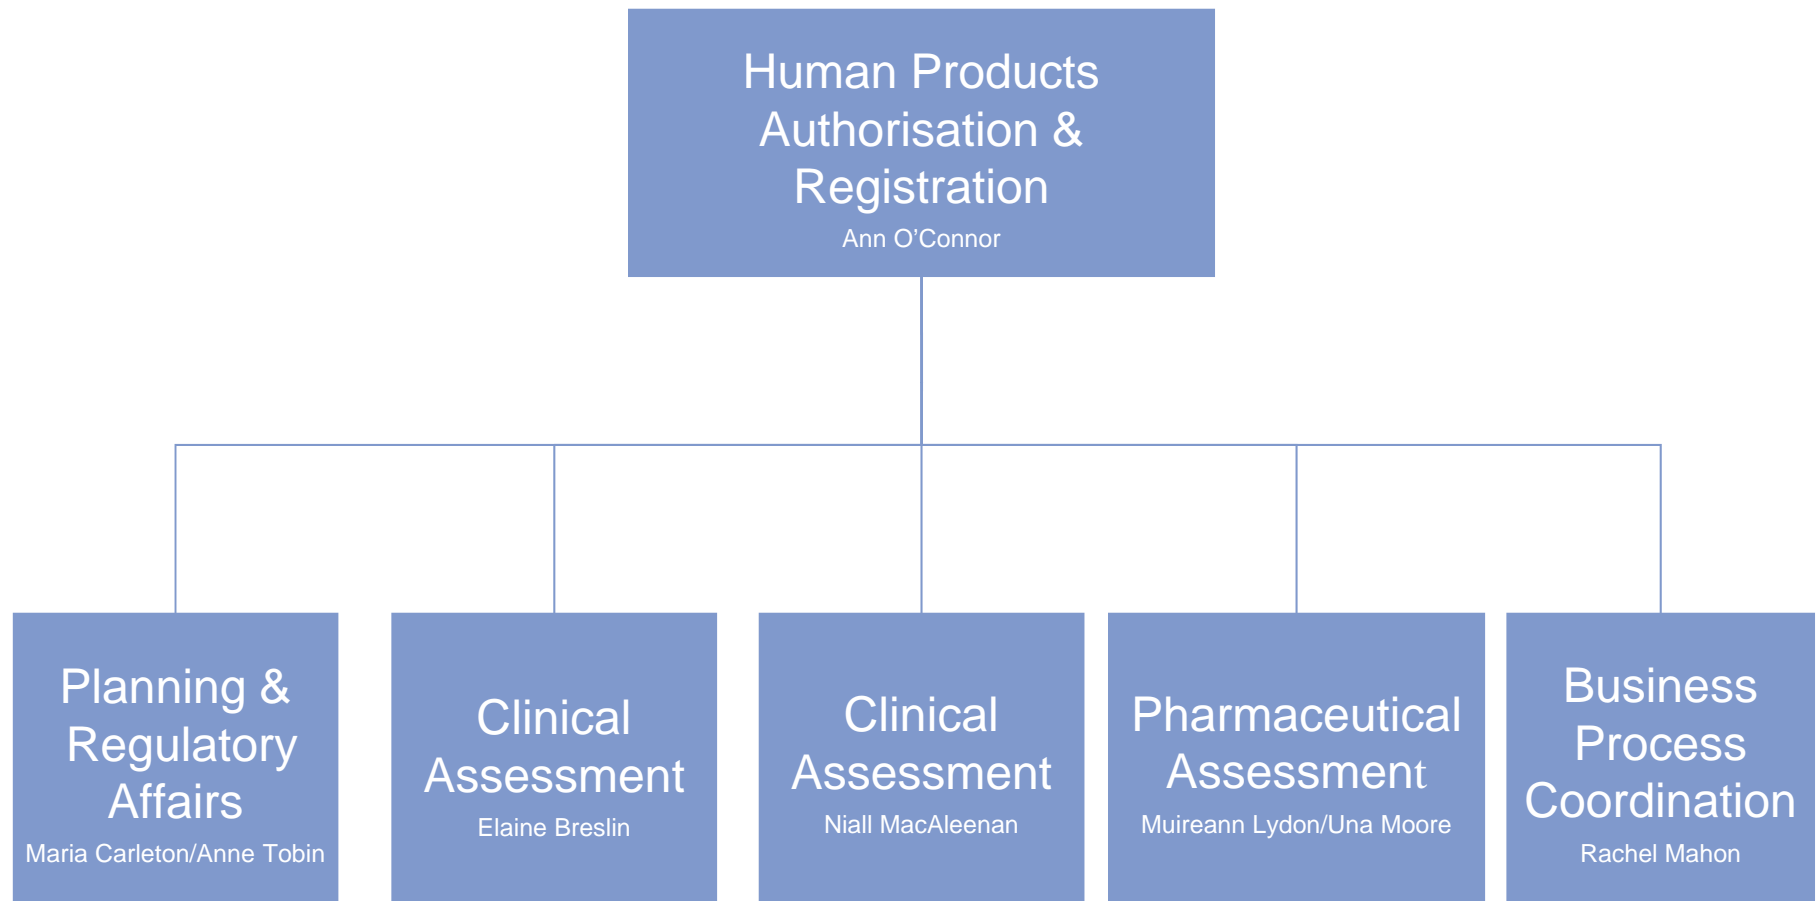 Human Products
Authorisation &
Registration
Ann O’Connor
Planning &
Regulatory
Affairs
Maria Carleton/Anne Tobin
Clinical
Assessment
Elaine Breslin
Clinical
Assessment
Niall MacAleenan
Pharmaceutical
Assessment
Muireann Lydon/Una Moore
Business
Process
Coordination
Rachel Mahon